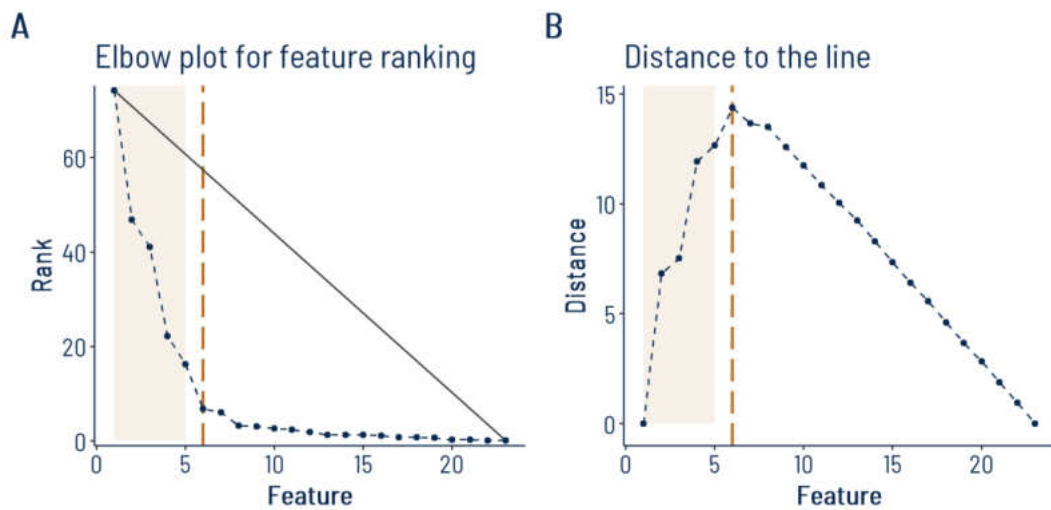 A
Elbow plot for feature ranking
60
40
20
0
Rank
0 5 10 15 20
Feature
B
Distance to the line
15
10
5
0
Distance
0 5 10 15 20
Feature